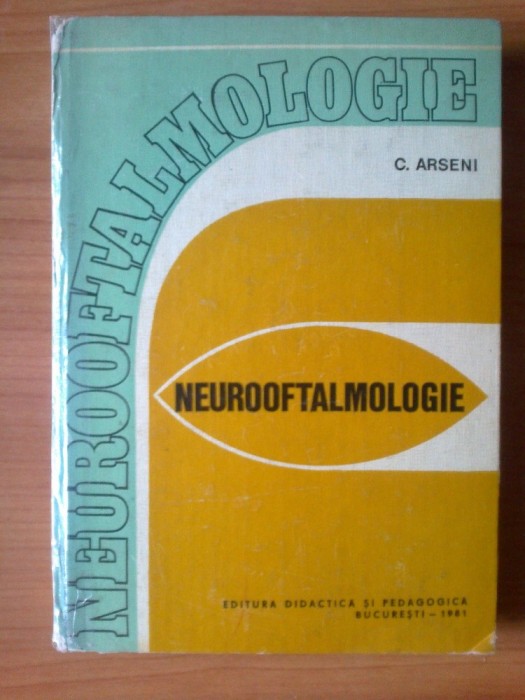 NEUROOFTALMOLOGIE
C. ARSENI
NEUROOFTALMOLOGIE
EDITURA DIDACTICA ȘI PEDAGOGICA
BUCUREȘTI – 1981